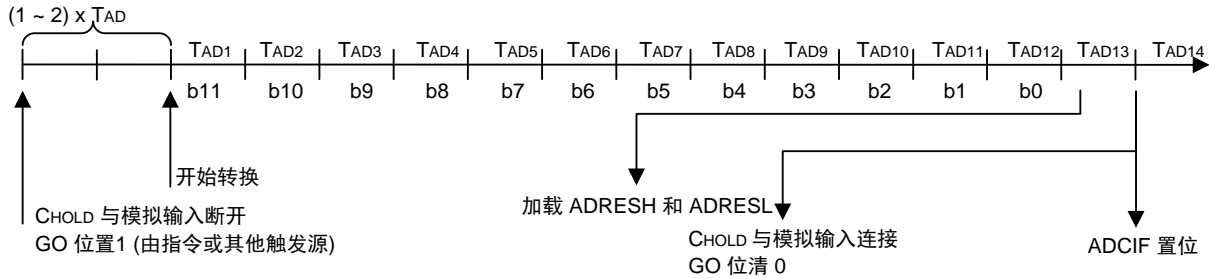 (1 ~ 2) x TAD
TAD1 TAD2 TAD3 TAD4 TAD5 TAD6 TAD7 TAD8 TAD9 TAD10 TAD11 TAD12 TAD13 TAD14
b11 b10 b9 b8 b7 b6 b5 b4 b3 b2 b1 b0
开始转换
CHOLD 与模拟输入断开
GO 位置1 (由指令或其他触发源)
加载 ADRESH 和 ADRESL
CHOLD 与模拟输入连接
GO 位清 0
ADCIF 置位